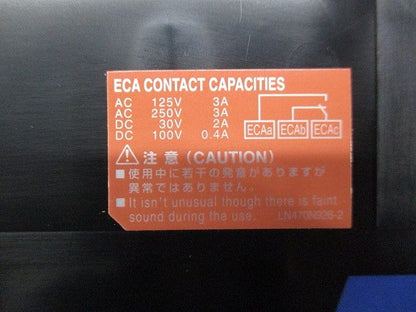 ECA CONTACT CAPACITIES
AC 125V 3A
AC 250V 3A
DC 30V 2A
DC 100V 0.4A
ECAa ECAb ECAc
⚠ 注意 (CAUTION)
■使用中に若干の発音がありますが
異常ではありません。
■It isn't unusual though there is faint
sound during the use.
LN470N926-2